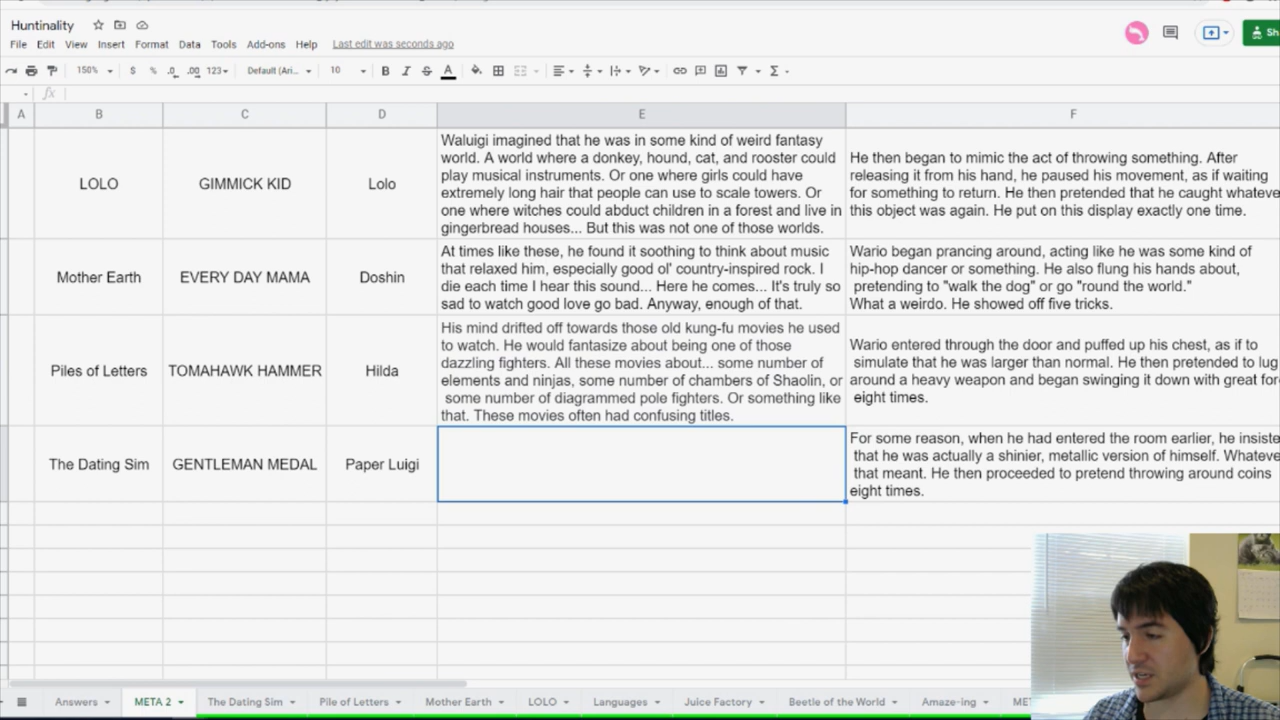 Huntinality
File Edit View Insert Format Data Tools Add-ons Help Last edit was seconds ago
Sh
150% $ % .0 .00 123 Default (Ari... 10 B I S A
fx
A B C D E F
LOLO
GIMMICK KID
Lolo
Waluigi imagined that he was in some kind of weird fantasy
world. A world where a donkey, hound, cat, and rooster could
play musical instruments. Or one where girls could have
extremely long hair that people can use to scale towers. Or
one where witches could abduct children in a forest and live in
gingerbread houses... But this was not one of those worlds.
He then began to mimic the act of throwing something. After
releasing it from his hand, he paused his movement, as if waiting
for something to return. He then pretended that he caught whateve
this object was again. He put on this display exactly one time.
Mother Earth
EVERY DAY MAMA
Doshin
At times like these, he found it soothing to think about music
that relaxed him, especially good ol' country-inspired rock. I
die each time I hear this sound... Here he comes... It's truly so
sad to watch good love go bad. Anyway, enough of that.
Wario began prancing around, acting like he was some kind of
hip-hop dancer or something. He also flung his hands about,
pretending to "walk the dog" or go "round the world."
What a weirdo. He showed off five tricks.
Piles of Letters
TOMAHAWK HAMMER
Hilda
His mind drifted off towards those old kung-fu movies he used
to watch. He would fantasize about being one of those
dazzling fighters. All these movies about... some number of
elements and ninjas, some number of chambers of Shaolin, or
some number of diagrammed pole fighters. Or something like
that. These movies often had confusing titles.
Wario entered through the door and puffed up his chest, as if to
simulate that he was larger than normal. He then pretended to lug
around a heavy weapon and began swinging it down with great for
eight times.
The Dating Sim
GENTLEMAN MEDAL
Paper Luigi
For some reason, when he had entered the room earlier, he insiste
that he was actually a shinier, metallic version of himself. Whateve
that meant. He then proceeded to pretend throwing around coins
eight times.
Answers META 2 The Dating Sim Pile of Letters Mother Earth LOLO Languages Juice Factory Beetle of the World Amaze-ing ME